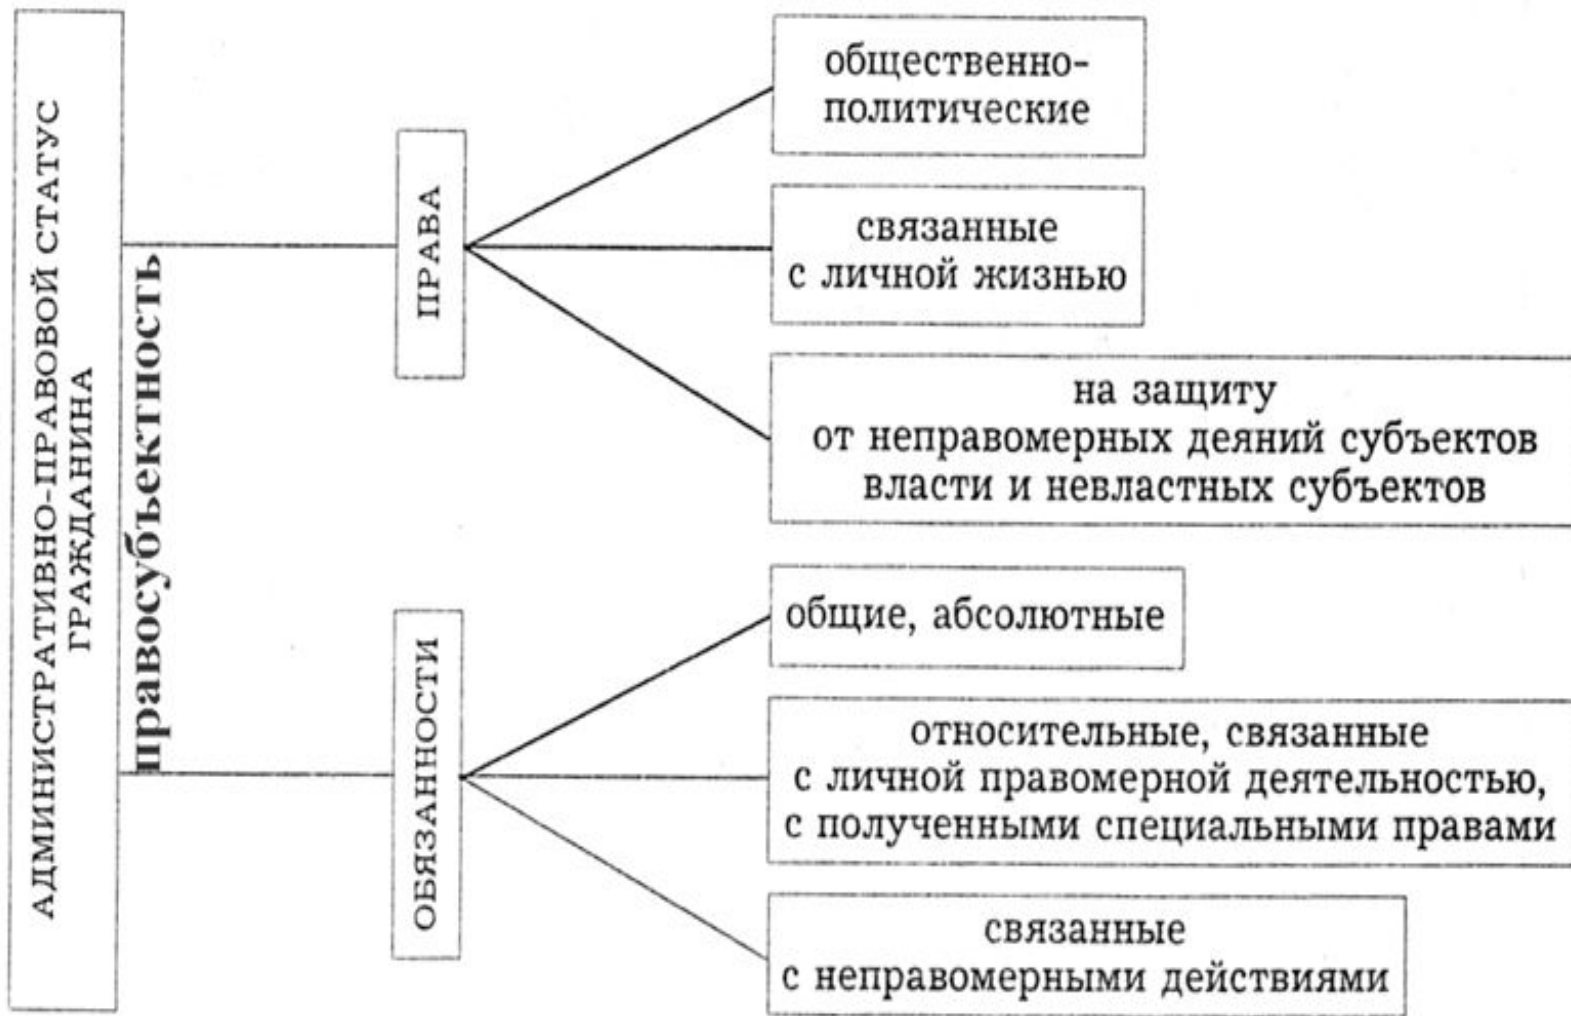 АДМИНИСТРАТИВНО-ПРАВОВОЙ СТАТУС
ГРАЖДАНИНА
правосубъектность
ПРАВА
общественно-
политические
связанные
с личной жизнью
на защиту
от неправомерных деяний субъектов
власти и невластных субъектов
ОБЯЗАННОСТИ
общие, абсолютные
относительные, связанные
с личной правомерной деятельностью,
с полученными специальными правами
связанные
с неправомерными действиями